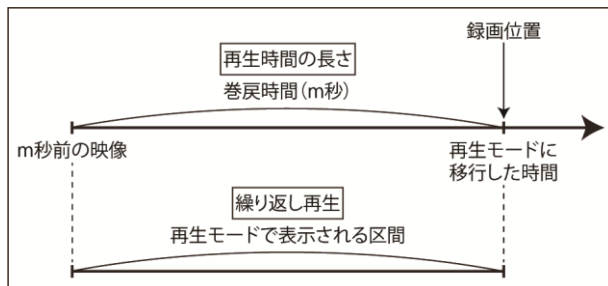 録画位置
再生時間の長さ
巻戻時間(m秒)
m秒前の映像
再生モードに
移行した時間
繰り返し再生
再生モードで表示される区間